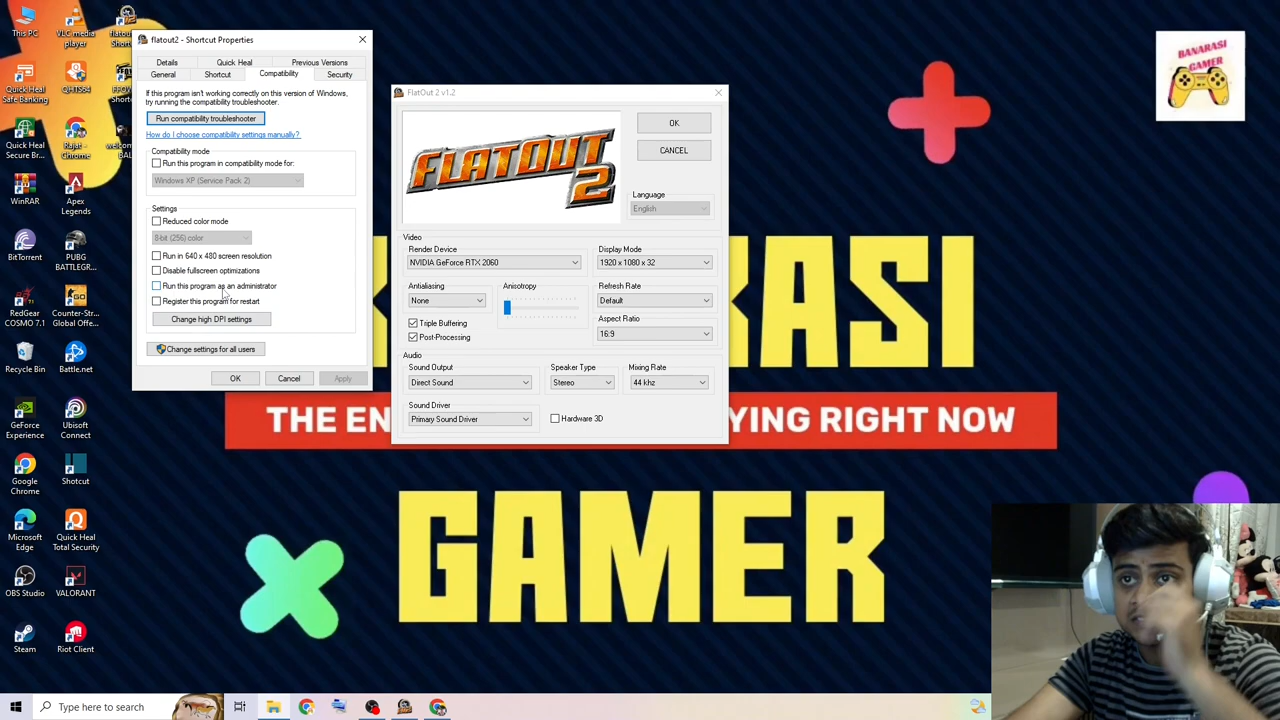 This PC
VLC media
player
flatout
Short
Quick Heal
Safe Banking
QHTS64
FFOW
Shortc
Quick Heal
Secure Br...
Rajat -
Chrome
welcom
BAL
WinRAR
Apex
Legends
BitTorrent
PUBG
BATTLEGR...
RedGear
COSMO 7.1
Counter-Str...
Global Offe...
Recycle Bin
Battle.net
GeForce
Experience
Ubisoft
Connect
Google
Chrome
Shotcut
Microsoft
Edge
Quick Heal
Total Security
OBS Studio
VALORANT
Steam
Riot Client
flatout2 - Shortcut Properties
Details
Quick Heal
Previous Versions
General
Shortcut
Compatibility
Security
If this program isn't working correctly on this version of Windows,
try running the compatibility troubleshooter.
Run compatibility troubleshooter
How do I choose compatibility settings manually?
Compatibility mode
Run this program in compatibility mode for:
Windows XP (Service Pack 2)
Settings
Reduced color mode
8-bit (256) color
Run in 640 x 480 screen resolution
Disable fullscreen optimizations
Run this program as an administrator
Register this program for restart
Change high DPI settings
Change settings for all users
OK
Cancel
Apply
FlatOut 2 v1.2
FLATOUT
2
OK
CANCEL
Language
English
Video
Render Device
NVIDIA GeForce RTX 2060
Display Mode
1920 x 1080 x 32
Antialiasing
None
Anisotropy
Refresh Rate
Default
Triple Buffering
Post-Processing
Aspect Ratio
16:9
Audio
Sound Output
Direct Sound
Speaker Type
Stereo
Mixing Rate
44 khz
Sound Driver
Primary Sound Driver
Hardware 3D
BANARASI
GAMER
RASI
THE EN
YING RIGHT NOW
GAMER
Type here to search